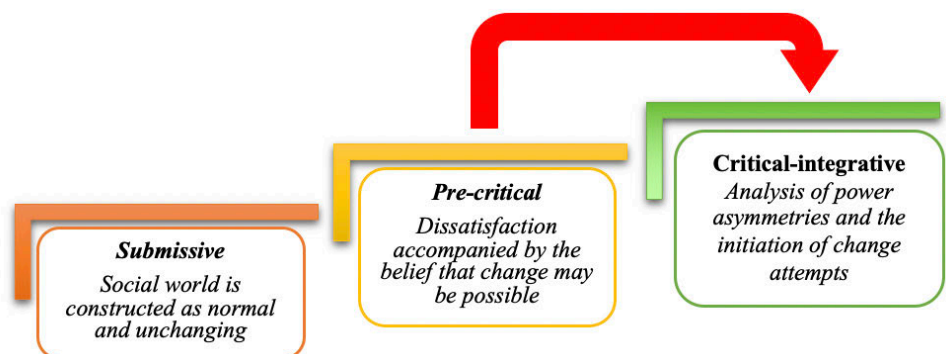 Submissive
Social world is
constructed as normal
and unchanging
Pre-critical
Dissatisfaction
accompanied by the
belief that change may
be possible
Critical-integrative
Analysis of power
asymmetries and the
initiation of change
attempts